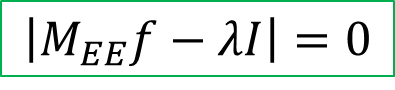 |M_{EE}f − λI| = 0